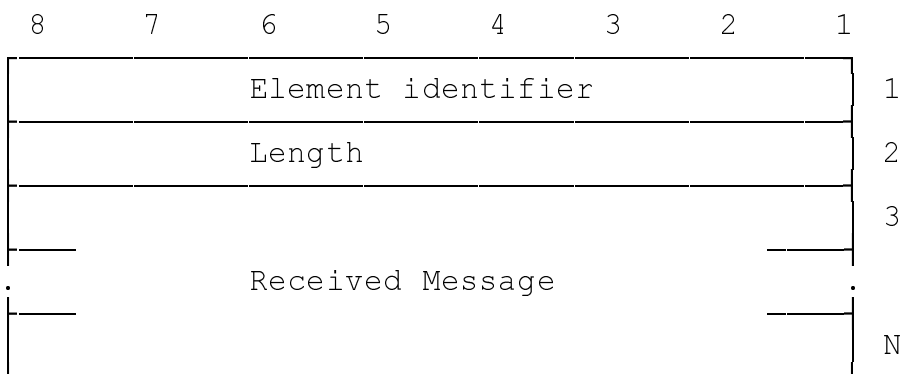 8 7 6 5 4 3 2 1
Element identifier 1
Length 2
3
. Received Message .
N